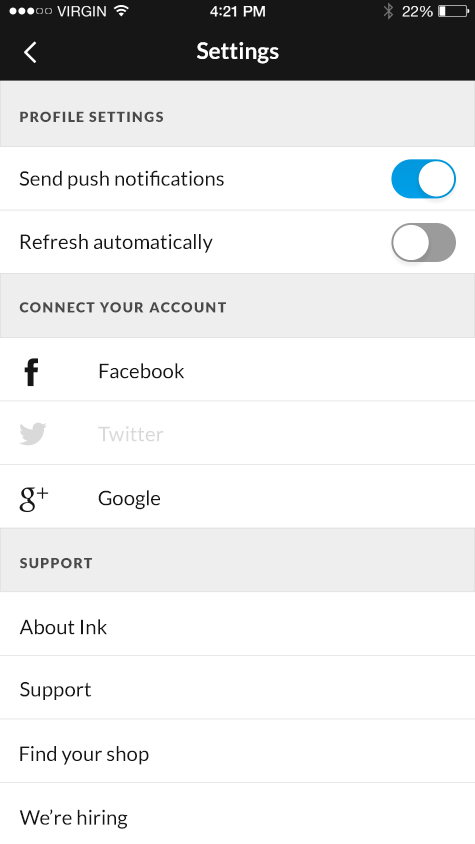 VIRGIN 4:21 PM 22%
Settings
PROFILE SETTINGS
Send push notifications
Refresh automatically
CONNECT YOUR ACCOUNT
f Facebook
Twitter
g+ Google
SUPPORT
About Ink
Support
Find your shop
We're hiring